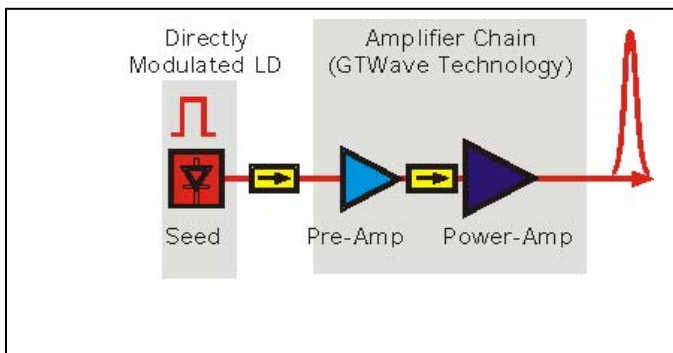 Directly
Modulated LD
Amplifier Chain
(GTWave Technology)
Seed
Pre-Amp
Power-Amp